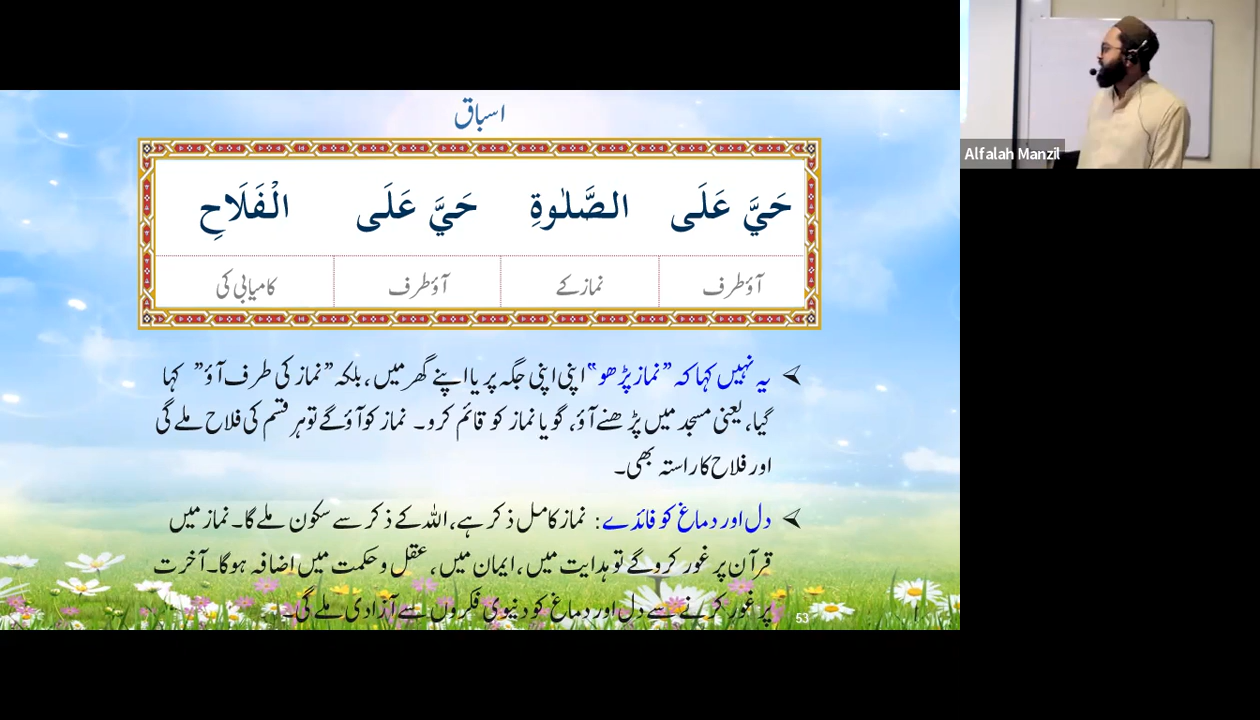 اسباق
حَيَّ عَلَى الصَّلٰوةِ حَيَّ عَلَى الْفَلَاحِ
آؤ طرف نماز کے آؤ طرف کامیابی کی
یہ نہیں کہا کہ ”نماز پڑھو“ اپنی اپنی جگہ پر یا اپنے گھر میں، بلکہ ”نماز کی طرف آؤ” کہا
گیا، یعنی مسجد میں پڑھنے آؤ، گویا نماز کو قائم کرو۔ نماز کو آؤ گے تو ہر قسم کی فلاح ملے گی
اور فلاح کا راستہ بھی۔
دل اور دماغ کو فائدے: نماز کامل ذکر ہے، اللہ کے ذکر سے سکون ملے گا۔ نماز میں
قرآن پر غور کرو گے تو ہدایت میں، ایمان میں، عقل و حکمت میں اضافہ ہوگا۔ آخرت
پر غور کرنے سے دل اور دماغ کو دنیوی فکروں سے آزادی ملے گی۔
53
Alfalah Manzil